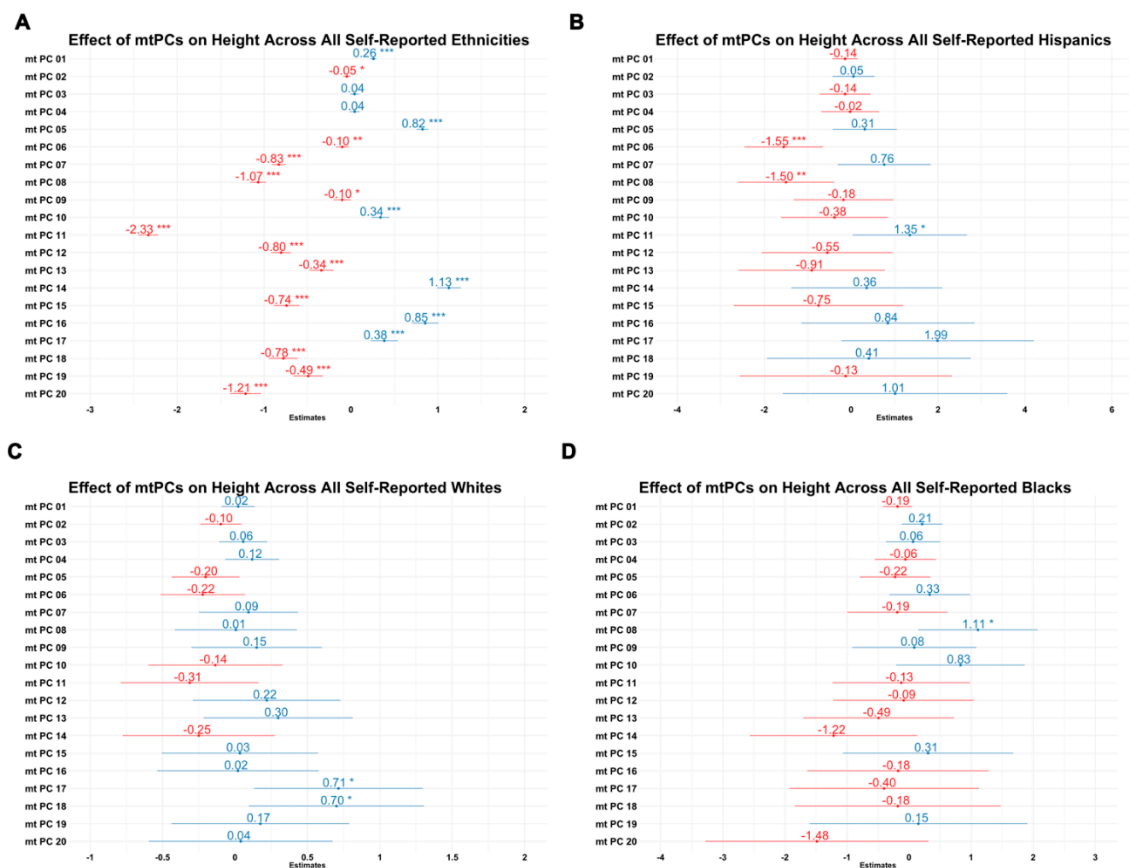 A
Effect of mtPCs on Height Across All Self-Reported Ethnicities
mt PC 01 0.26 ***
mt PC 02 -0.05 *
mt PC 03 0.04
mt PC 04 0.04
mt PC 05 0.82 ***
mt PC 06 -0.10 **
mt PC 07 -0.83 ***
mt PC 08 -1.07 ***
mt PC 09 -0.10 *
mt PC 10 0.34 ***
mt PC 11 -2.33 ***
mt PC 12 -0.80 ***
mt PC 13 -0.34 ***
mt PC 14 1.13 ***
mt PC 15 -0.74 ***
mt PC 16 0.85 ***
mt PC 17 0.38 ***
mt PC 18 -0.78 ***
mt PC 19 -0.49 ***
mt PC 20 -1.21 ***
-3 -2 -1 0 1 2
Estimates
B
Effect of mtPCs on Height Across All Self-Reported Hispanics
mt PC 01 -0.14
mt PC 02 0.05
mt PC 03 -0.14
mt PC 04 -0.02
mt PC 05 0.31
mt PC 06 -1.55 ***
mt PC 07 0.76
mt PC 08 -1.50 **
mt PC 09 -0.18
mt PC 10 -0.38
mt PC 11 1.35 *
mt PC 12 -0.55
mt PC 13 -0.91
mt PC 14 0.36
mt PC 15 -0.75
mt PC 16 0.84
mt PC 17 1.99
mt PC 18 0.41
mt PC 19 -0.13
mt PC 20 1.01
-4 -2 0 2 4 6
Estimates
C
Effect of mtPCs on Height Across All Self-Reported Whites
mt PC 01 0.02
mt PC 02 -0.10
mt PC 03 0.06
mt PC 04 0.12
mt PC 05 -0.20
mt PC 06 -0.22
mt PC 07 0.09
mt PC 08 0.01
mt PC 09 0.15
mt PC 10 -0.14
mt PC 11 -0.31
mt PC 12 0.22
mt PC 13 0.30
mt PC 14 -0.25
mt PC 15 0.03
mt PC 16 0.02
mt PC 17 0.71 *
mt PC 18 0.70 *
mt PC 19 0.17
mt PC 20 0.04
-1 -0.5 0 0.5 1 1.5 2
Estimates
D
Effect of mtPCs on Height Across All Self-Reported Blacks
mt PC 01 -0.19
mt PC 02 0.21
mt PC 03 0.06
mt PC 04 -0.06
mt PC 05 -0.22
mt PC 06 0.33
mt PC 07 -0.19
mt PC 08 1.11 *
mt PC 09 0.08
mt PC 10 0.83
mt PC 11 -0.13
mt PC 12 -0.09
mt PC 13 -0.49
mt PC 14 -1.22
mt PC 15 0.31
mt PC 16 -0.18
mt PC 17 -0.40
mt PC 18 -0.18
mt PC 19 0.15
mt PC 20 -1.48
-4 -3 -2 -1 0 1 2 3
Estimates